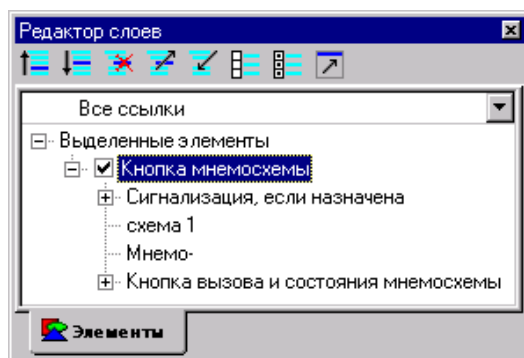 Редактор слоев
Все ссылки
Выделенные элементы
Кнопка мнемосхемы
Сигнализация, если назначена
схема 1
Мнемо-
Кнопка вызова и состояния мнемосхемы
Элементы